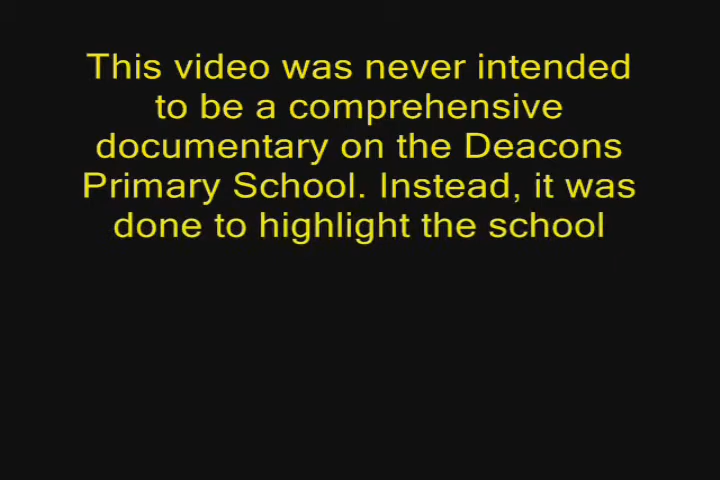 This video was never intended
to be a comprehensive
documentary on the Deacons
Primary School. Instead, it was
done to highlight the school